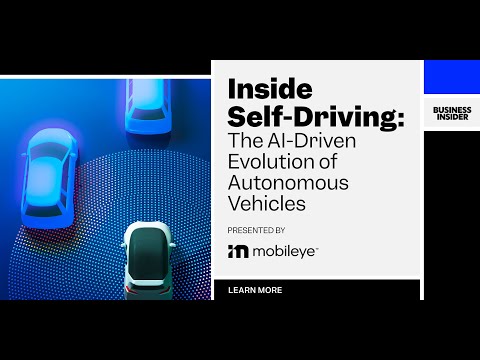 Inside
Self-Driving:
The AI-Driven
Evolution of
Autonomous
Vehicles
PRESENTED BY
mobileye™
LEARN MORE
BUSINESS
INSIDER